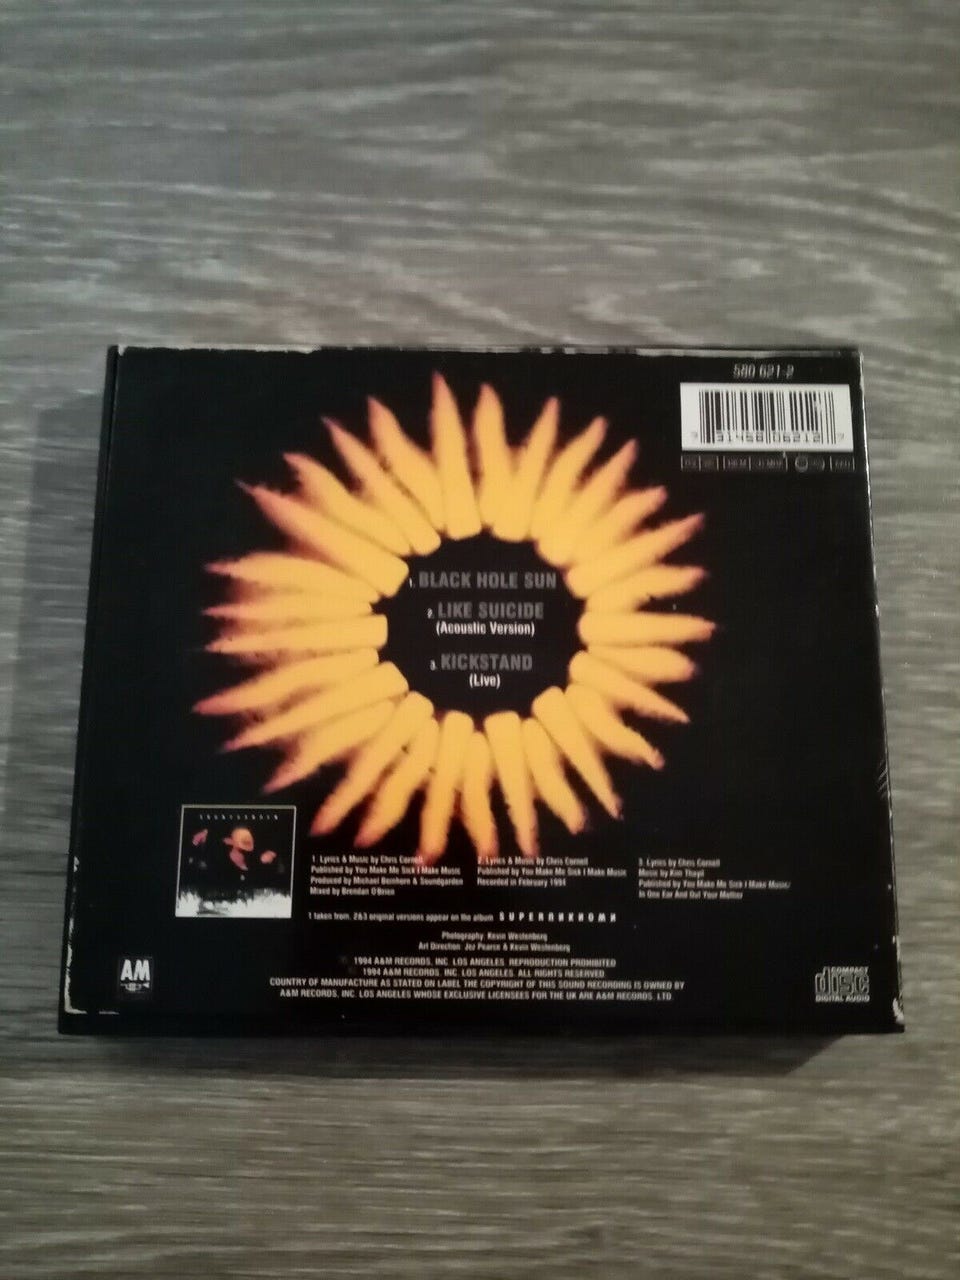 580 621-2
9 31458 06212 9
1. BLACK HOLE SUN
2. LIKE SUICIDE
(Acoustic Version)
3. KICKSTAND
(Live)
SOUNDGARDEN
1. Lyrics & Music by Chris Cornell
Published by You Make Me Sick I Make Music
Produced by Michael Beinhorn & Soundgarden
Mixed by Brendan O'Brien
2. Lyrics & Music by Chris Cornell
Published by You Make Me Sick I Make Music
Recorded in February 1994
3. Lyrics by Chris Cornell
Music by Kim Thayil
Published by You Make Me Sick I Make Music/
In One Ear And Out Your Mother
1 taken from, 2&3 original versions appear on the album SUPERUNKNOWN
Photography: Kevin Westenberg
Art Direction: Jez Pearce & Kevin Westenberg
1994 A&M RECORDS, INC. LOS ANGELES. REPRODUCTION PROHIBITED
1994 A&M RECORDS, INC. LOS ANGELES. ALL RIGHTS RESERVED
COUNTRY OF MANUFACTURE AS STATED ON LABEL THE COPYRIGHT OF THIS SOUND RECORDING IS OWNED BY
A&M RECORDS, INC. LOS ANGELES WHOSE EXCLUSIVE LICENSEES FOR THE UK ARE A&M RECORDS, LTD.
AM
COMPACT
disc
DIGITAL AUDIO